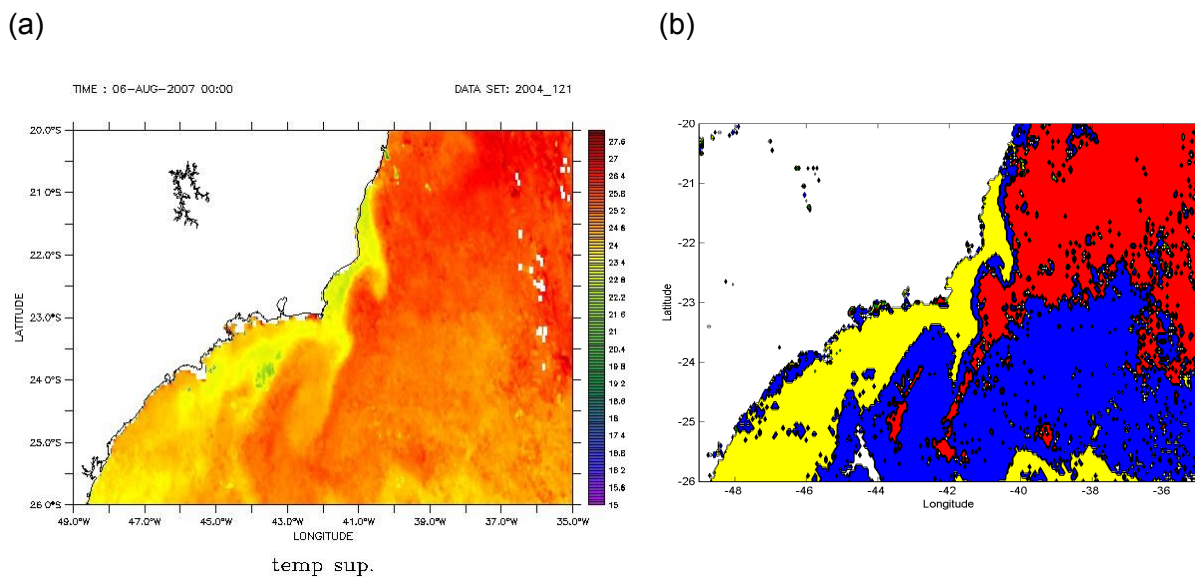 (a)
(b)
TIME : 06-AUG-2007 00:00
DATA SET: 2004_121
20.0°S
21.0°S
22.0°S
23.0°S
24.0°S
25.0°S
26.0°S
LATITUDE
49.0°W 47.0°W 45.0°W 43.0°W 41.0°W 39.0°W 37.0°W 35.0°W
LONGITUDE
temp sup.
27.6
27
26.4
25.8
25.2
24.6
24
23.4
22.8
22.2
21.6
21
20.4
19.8
19.2
18.6
18
17.4
16.8
16.2
15.6
15
-20
-21
-22
-23
-24
-25
-26
Latitude
-48 -46 -44 -42 -40 -38 -36
Longitude